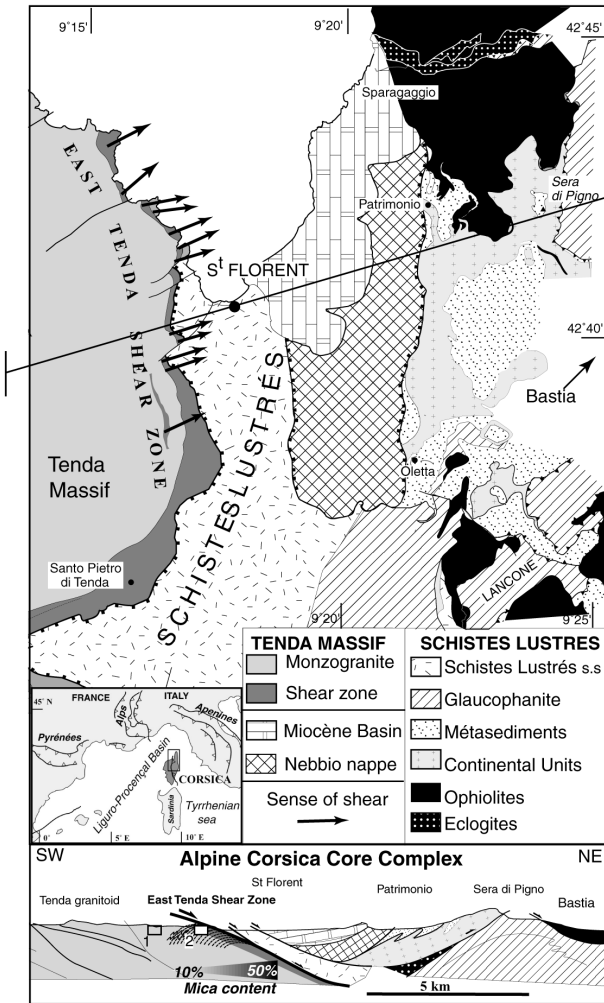 9°15'
9°20'
42°45'
Sparagaggio
EAST TENDA SHEAR ZONE
Patrimonio
Sera
di Pigno
St FLORENT
42°40'
Bastia
SCHISTES LUSTRÉS
Tenda
Massif
Oletta
Santo Pietro
di Tenda
LANCONE
9°20'
9°25'
TENDA MASSIF
Monzogranite
Shear zone
Miocène Basin
Nebbio nappe
Sense of shear
SCHISTES LUSTRES
Schistes Lustrés s.s
Glaucophanite
Métasediments
Continental Units
Ophiolites
Eclogites
FRANCE
ITALY
45° N
Alps
Apenines
Pyrénées
Liguro-Procençal Basin
CORSICA
Sardinia
Tyrrhenian
sea
0°
5° E
10° E
SW
Alpine Corsica Core Complex
NE
St Florent
Tenda granitoid
East Tenda Shear Zone
Patrimonio
Sera di Pigno
Bastia
1
2
10%
50%
Mica content
5 km